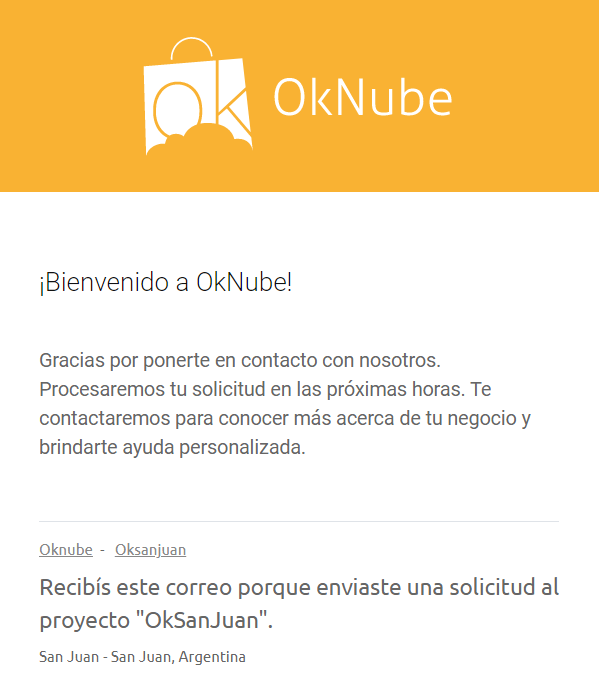 Ok OkNube
¡Bienvenido a OkNube!
Gracias por ponerte en contacto con nosotros.
Procesaremos tu solicitud en las próximas horas. Te
contactaremos para conocer más acerca de tu negocio y
brindarte ayuda personalizada.
Oknube - Oksanjuan
Recibís este correo porque enviaste una solicitud al
proyecto "OkSanJuan".
San Juan - San Juan, Argentina